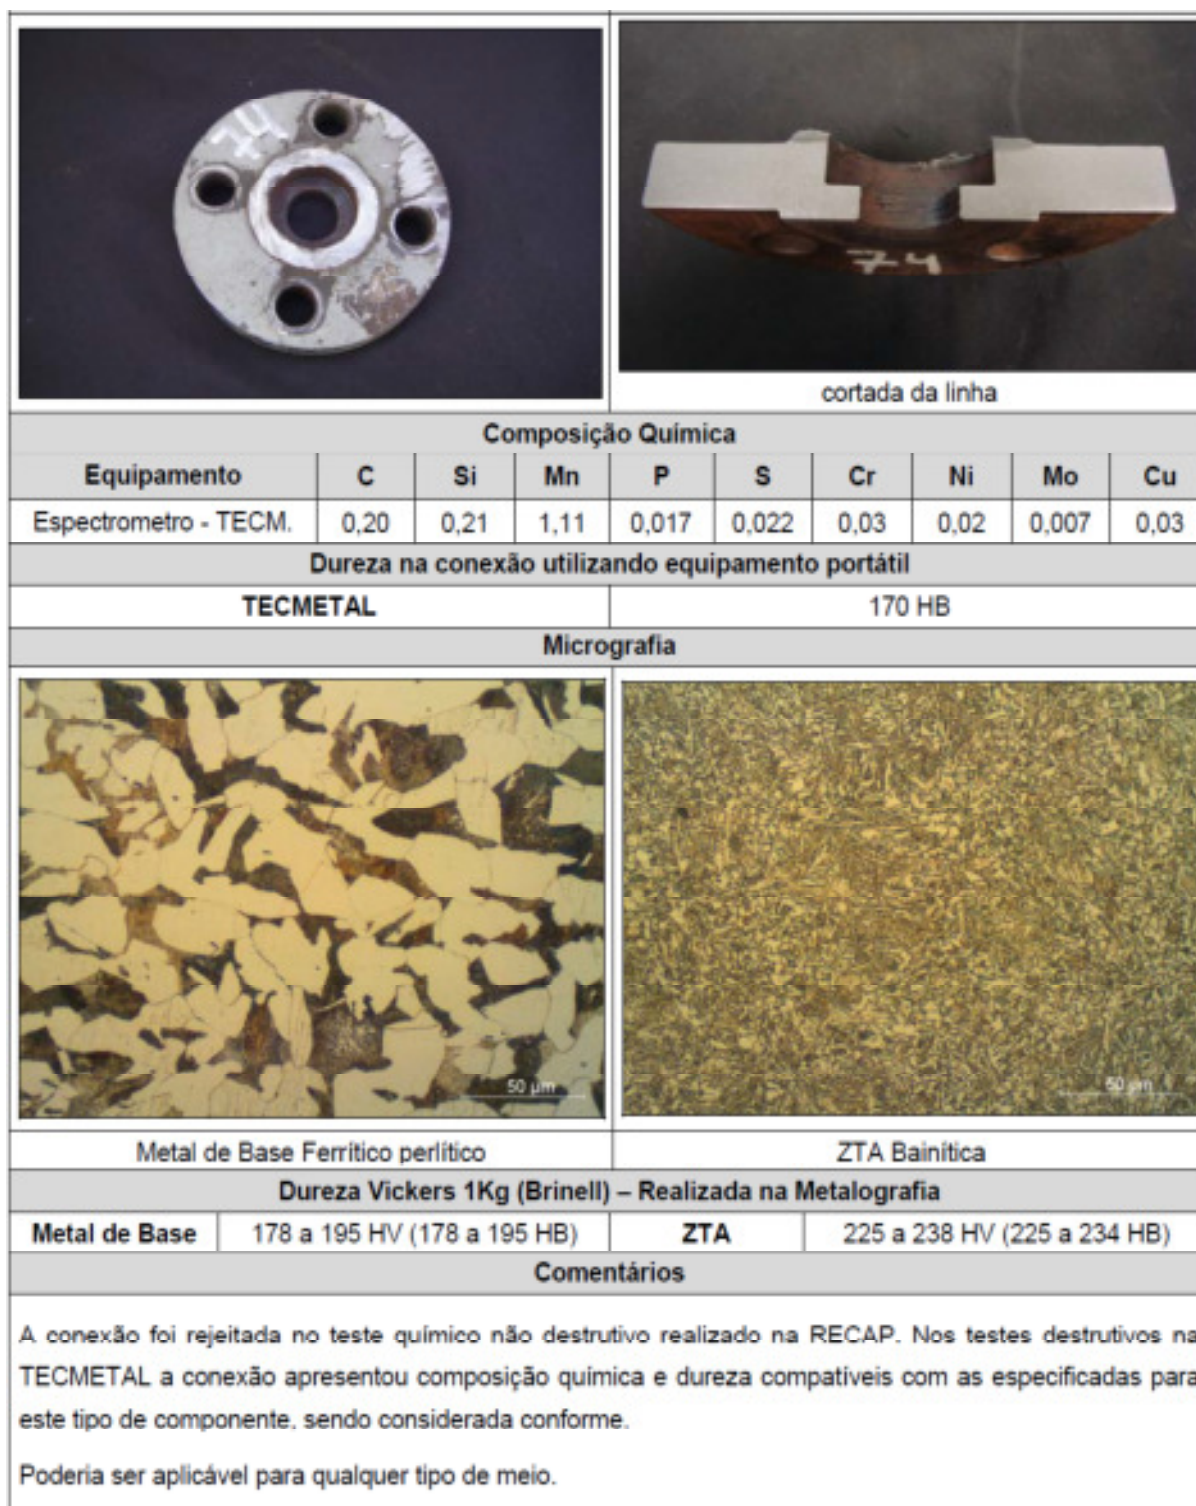 74
74
cortada da linha
Composição Química
Equipamento C Si Mn P S Cr Ni Mo Cu
Espectrometro - TECM. 0,20 0,21 1,11 0,017 0,022 0,03 0,02 0,007 0,03
Dureza na conexão utilizando equipamento portátil
TECMETAL 170 HB
Micrografia
50 µm 50 µm
Metal de Base Ferrítico perlítico ZTA Bainítica
Dureza Vickers 1Kg (Brinell) – Realizada na Metalografia
Metal de Base 178 a 195 HV (178 a 195 HB) ZTA 225 a 238 HV (225 a 234 HB)
Comentários
A conexão foi rejeitada no teste químico não destrutivo realizado na RECAP. Nos testes destrutivos na
TECMETAL a conexão apresentou composição química e dureza compatíveis com as especificadas para
este tipo de componente, sendo considerada conforme.
Poderia ser aplicável para qualquer tipo de meio.